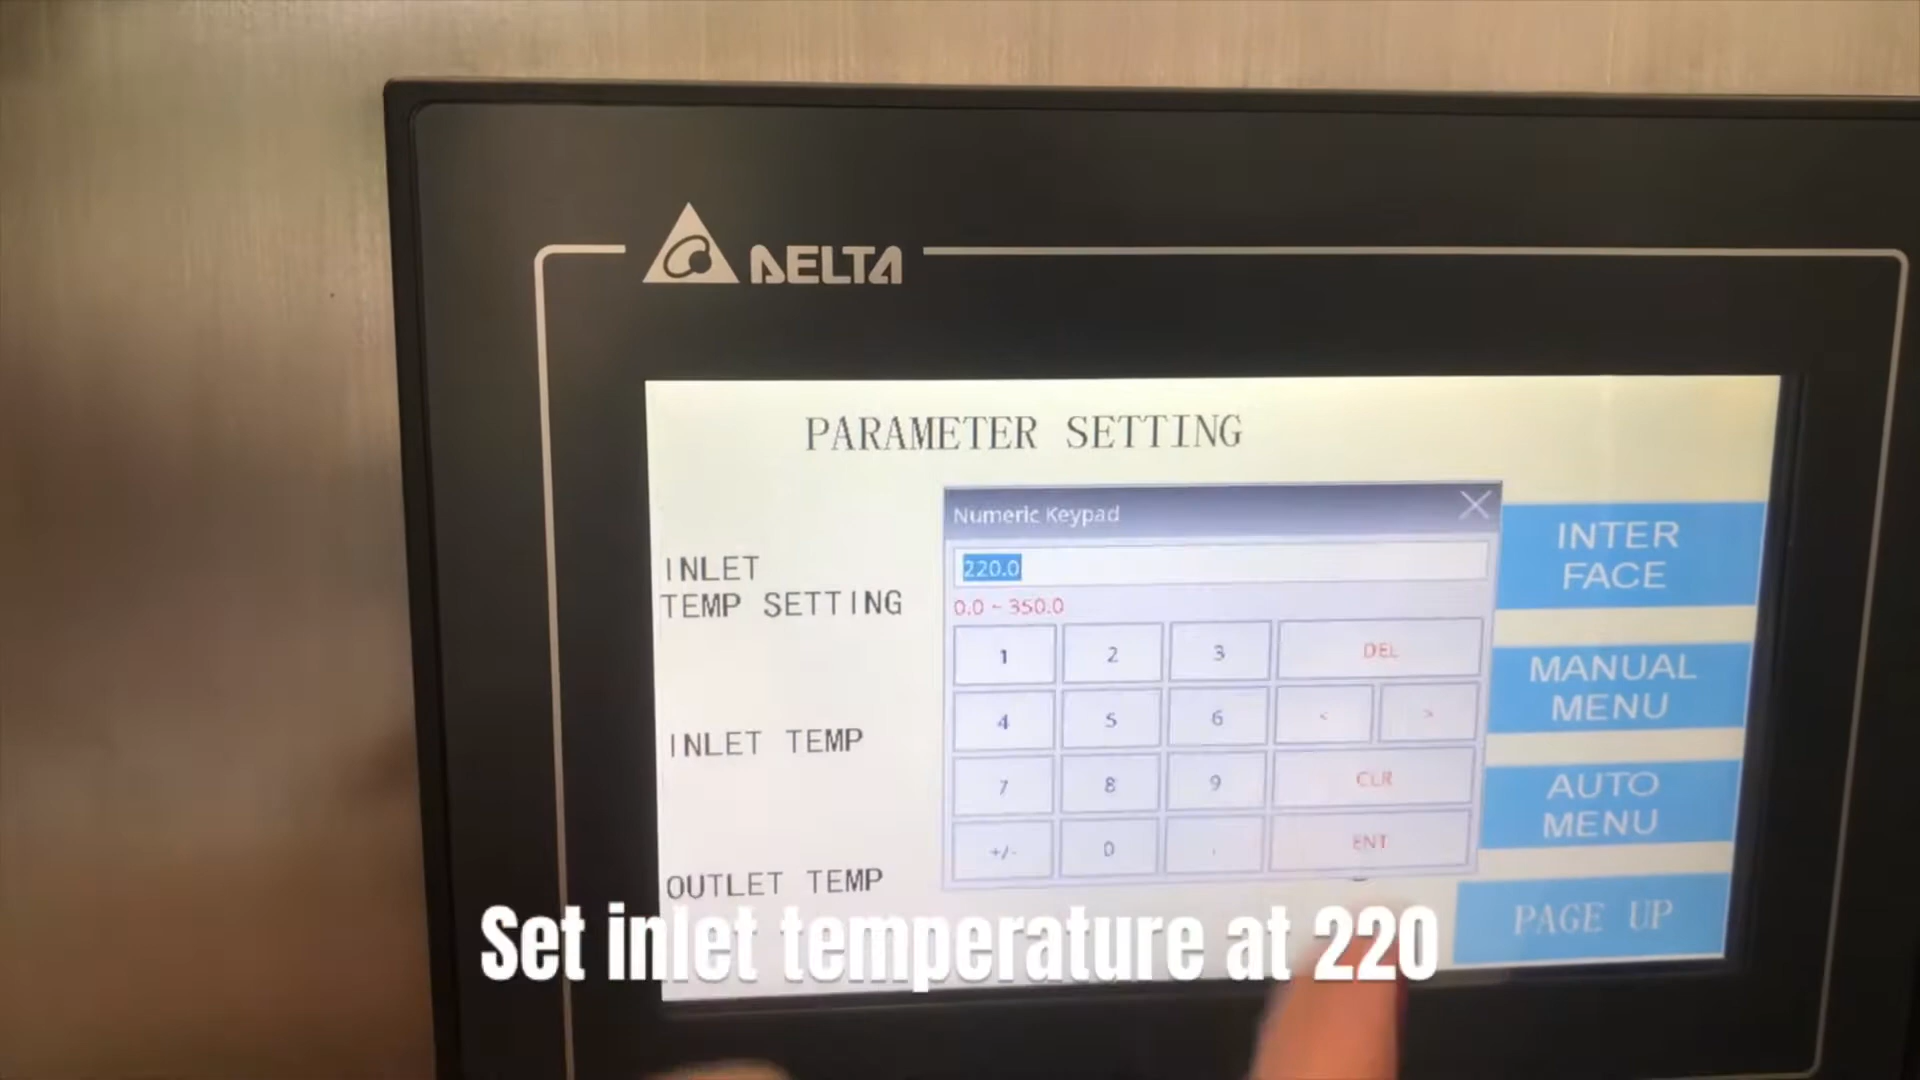 DELTA
PARAMETER SETTING
Numeric Keypad
220.0
0.0 ~ 350.0
1 2 3 DEL
4 5 6 < >
7 8 9 CLR
+/- 0 . ENT
INLET
TEMP SETTING
INLET TEMP
OUTLET TEMP
INTER
FACE
MANUAL
MENU
AUTO
MENU
PAGE UP
Set inlet temperature at 220